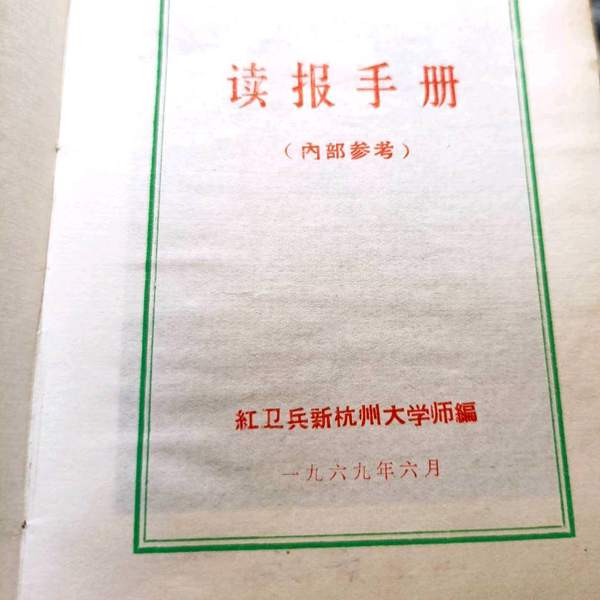 读报手册
（內部参考）
紅卫兵新杭州大学师編
一九六九年六月